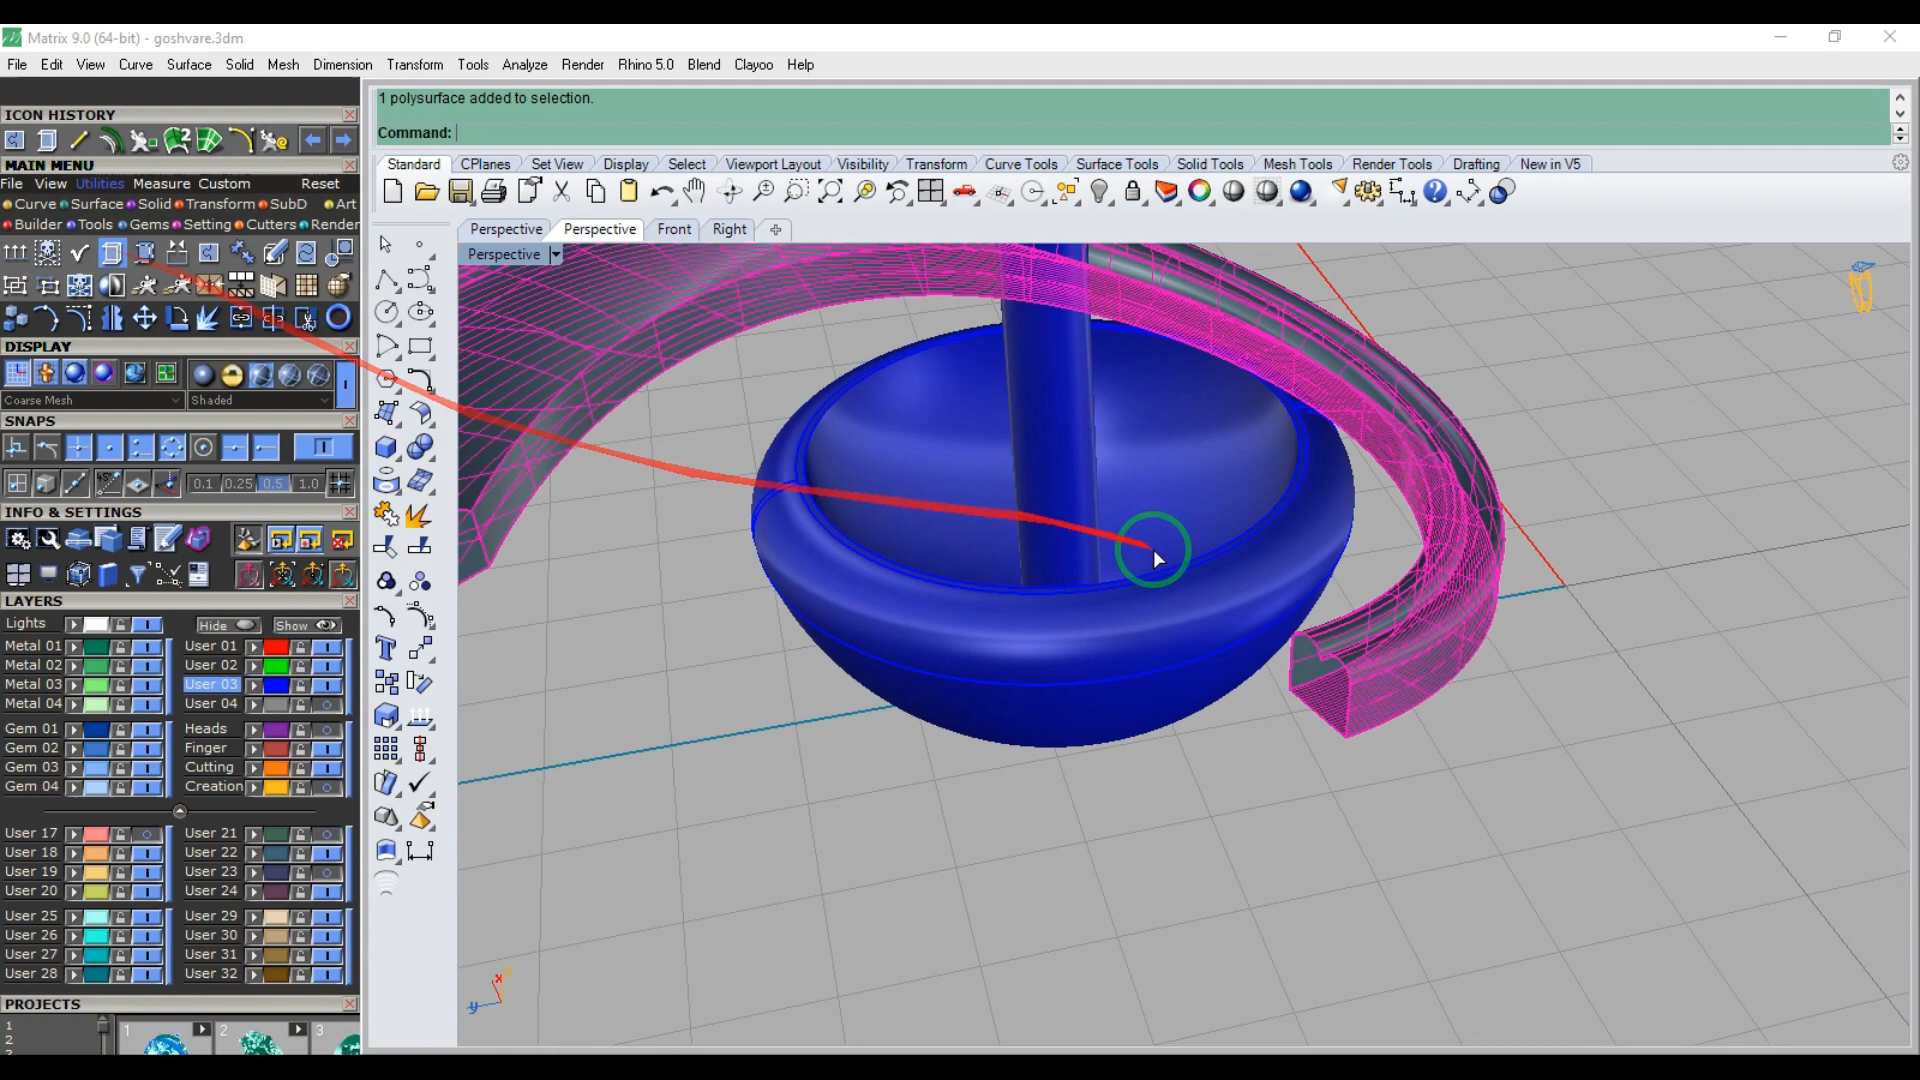 Matrix 9.0 (64-bit) - goshvare.3dm
File Edit View Curve Surface Solid Mesh Dimension Transform Tools Analyze Render Rhino 5.0 Blend Clayoo Help
ICON HISTORY
1 polysurface added to selection.
Command:
MAIN MENU
File View Utilities Measure Custom Reset
Curve Surface Solid Transform SubD Art
Builder Tools Gems Setting Cutters Render
Standard CPlanes Set View Display Select Viewport Layout Visibility Transform Curve Tools Surface Tools Solid Tools Mesh Tools Render Tools Drafting New in V5
Perspective Perspective Front Right
Perspective
DISPLAY
Coarse Mesh Shaded
SNAPS
0.1 0.25 0.5 1.0
INFO & SETTINGS
LAYERS
Lights Hide Show
Metal 01 User 01
Metal 02 User 02
Metal 03 User 03
Metal 04 User 04
Gem 01 Heads
Gem 02 Finger
Gem 03 Cutting
Gem 04 Creation
User 17 User 21
User 18 User 22
User 19 User 23
User 20 User 24
User 25 User 29
User 26 User 30
User 27 User 31
User 28 User 32
PROJECTS
1 1 2 3
2
x
y